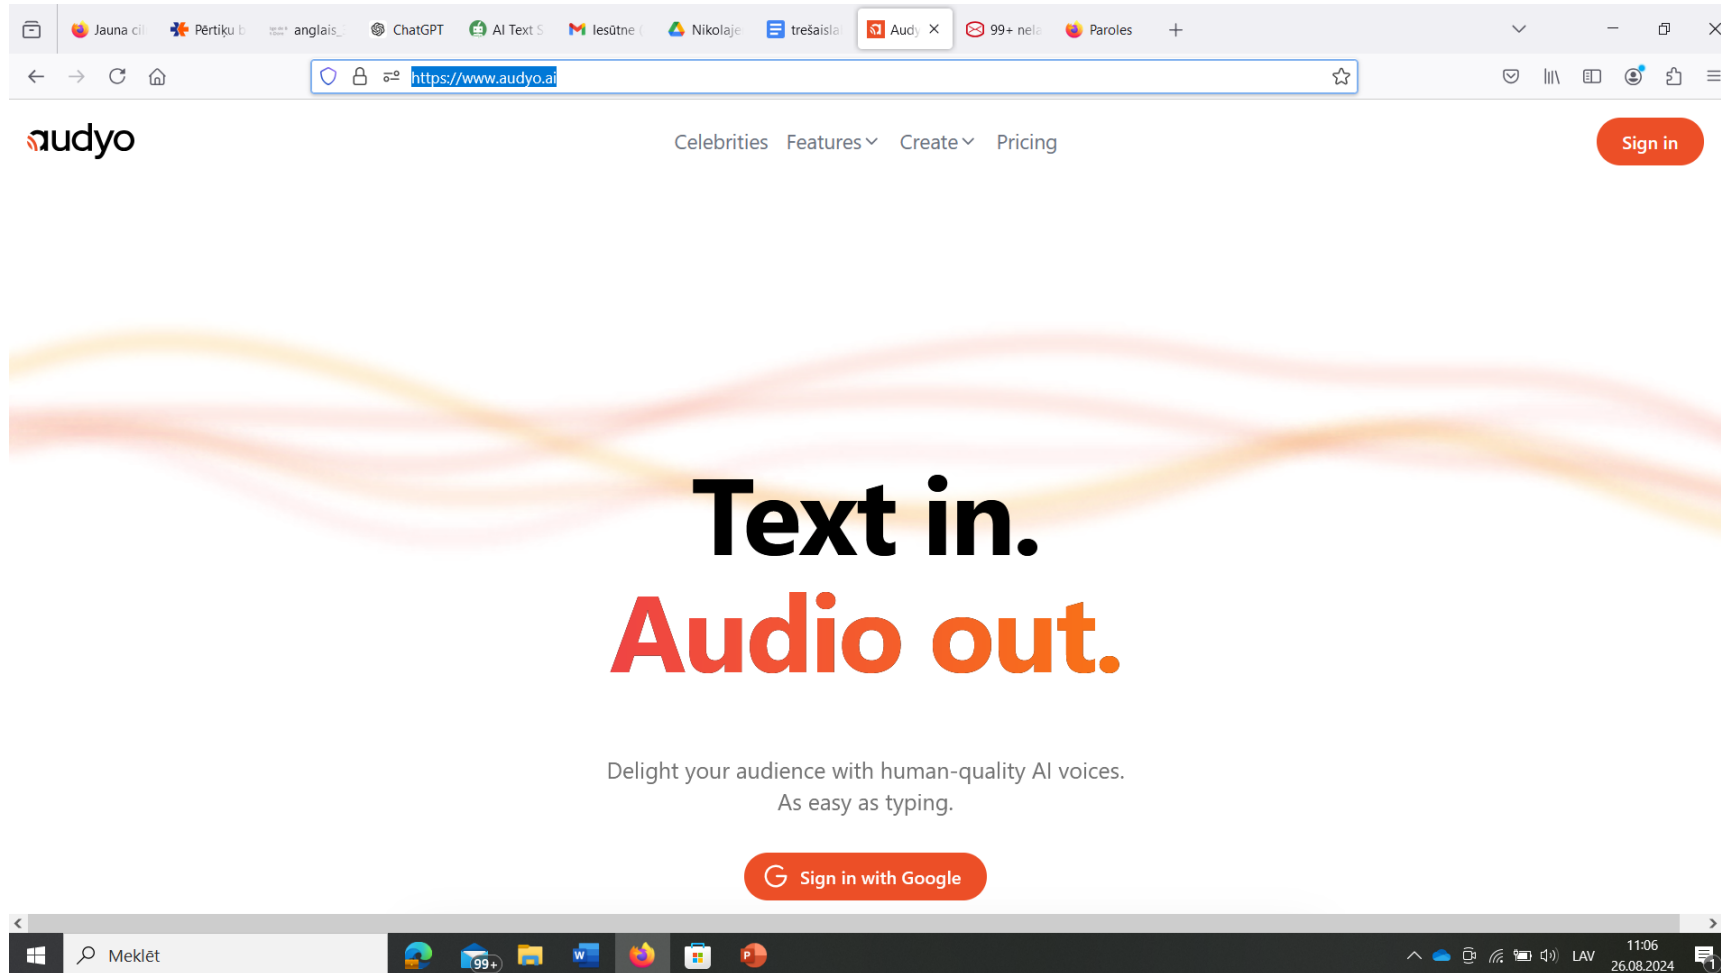 Jauna cil
Pērtiķu b
anglais_
ChatGPT
AI Text S
Iesūtne (
Nikolaje
trešaisla
Audy
99+ nela
Paroles
https://www.audyo.ai
audyo
Celebrities
Features
Create
Pricing
Sign in
Text in.
Audio out.
Delight your audience with human-quality AI voices.
As easy as typing.
Sign in with Google
Meklēt
99+
LAV
11:06
26.08.2024
1